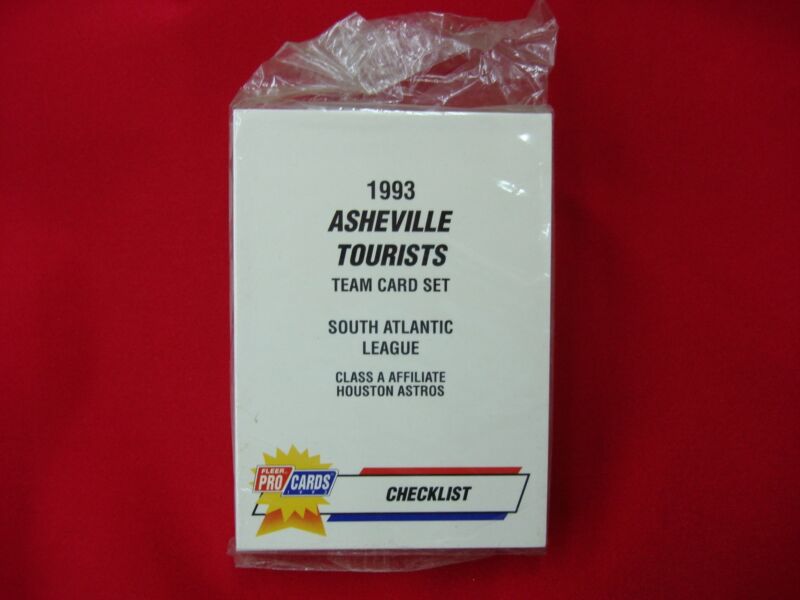 1993
ASHEVILLE
TOURISTS
TEAM CARD SET
SOUTH ATLANTIC
LEAGUE
CLASS A AFFILIATE
HOUSTON ASTROS
FLEER
PRO CARDS
CHECKLIST